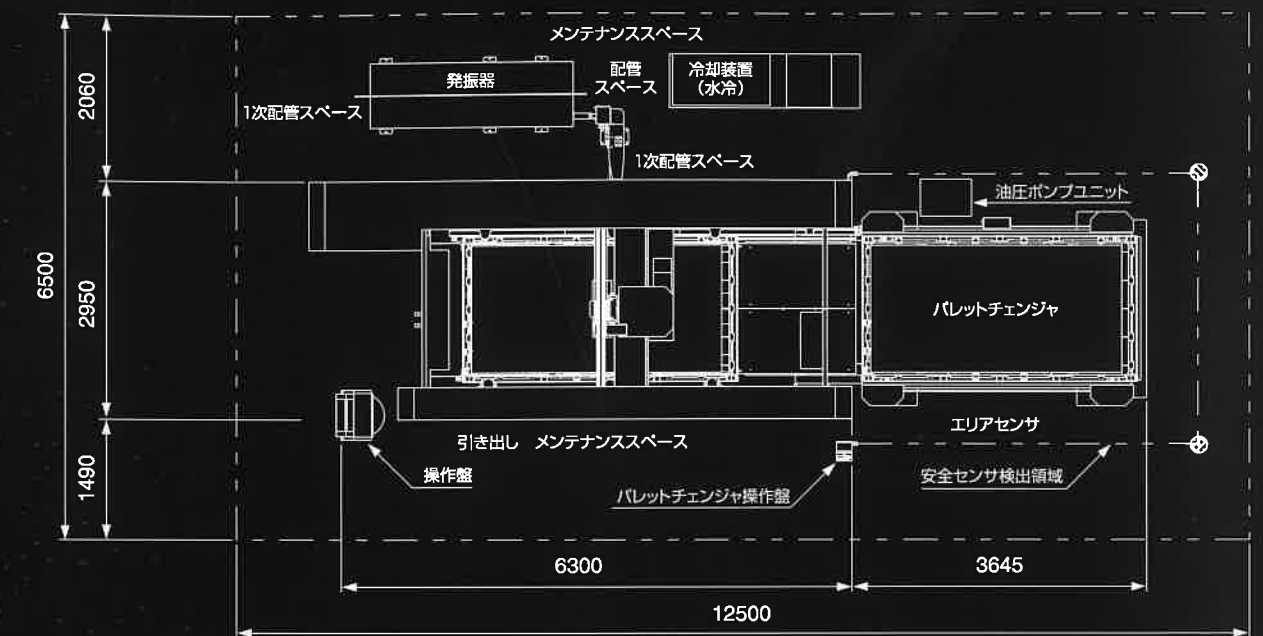 メンテナンススペース
発振器
配管
スペース
冷却装置
(水冷)
1次配管スペース
1次配管スペース
油圧ポンプユニット
パレットチェンジャ
エリアセンサ
引き出し メンテナンススペース
操作盤
パレットチェンジャ操作盤
安全センサ検出領域
2060
6500
2950
1490
6300
3645
12500